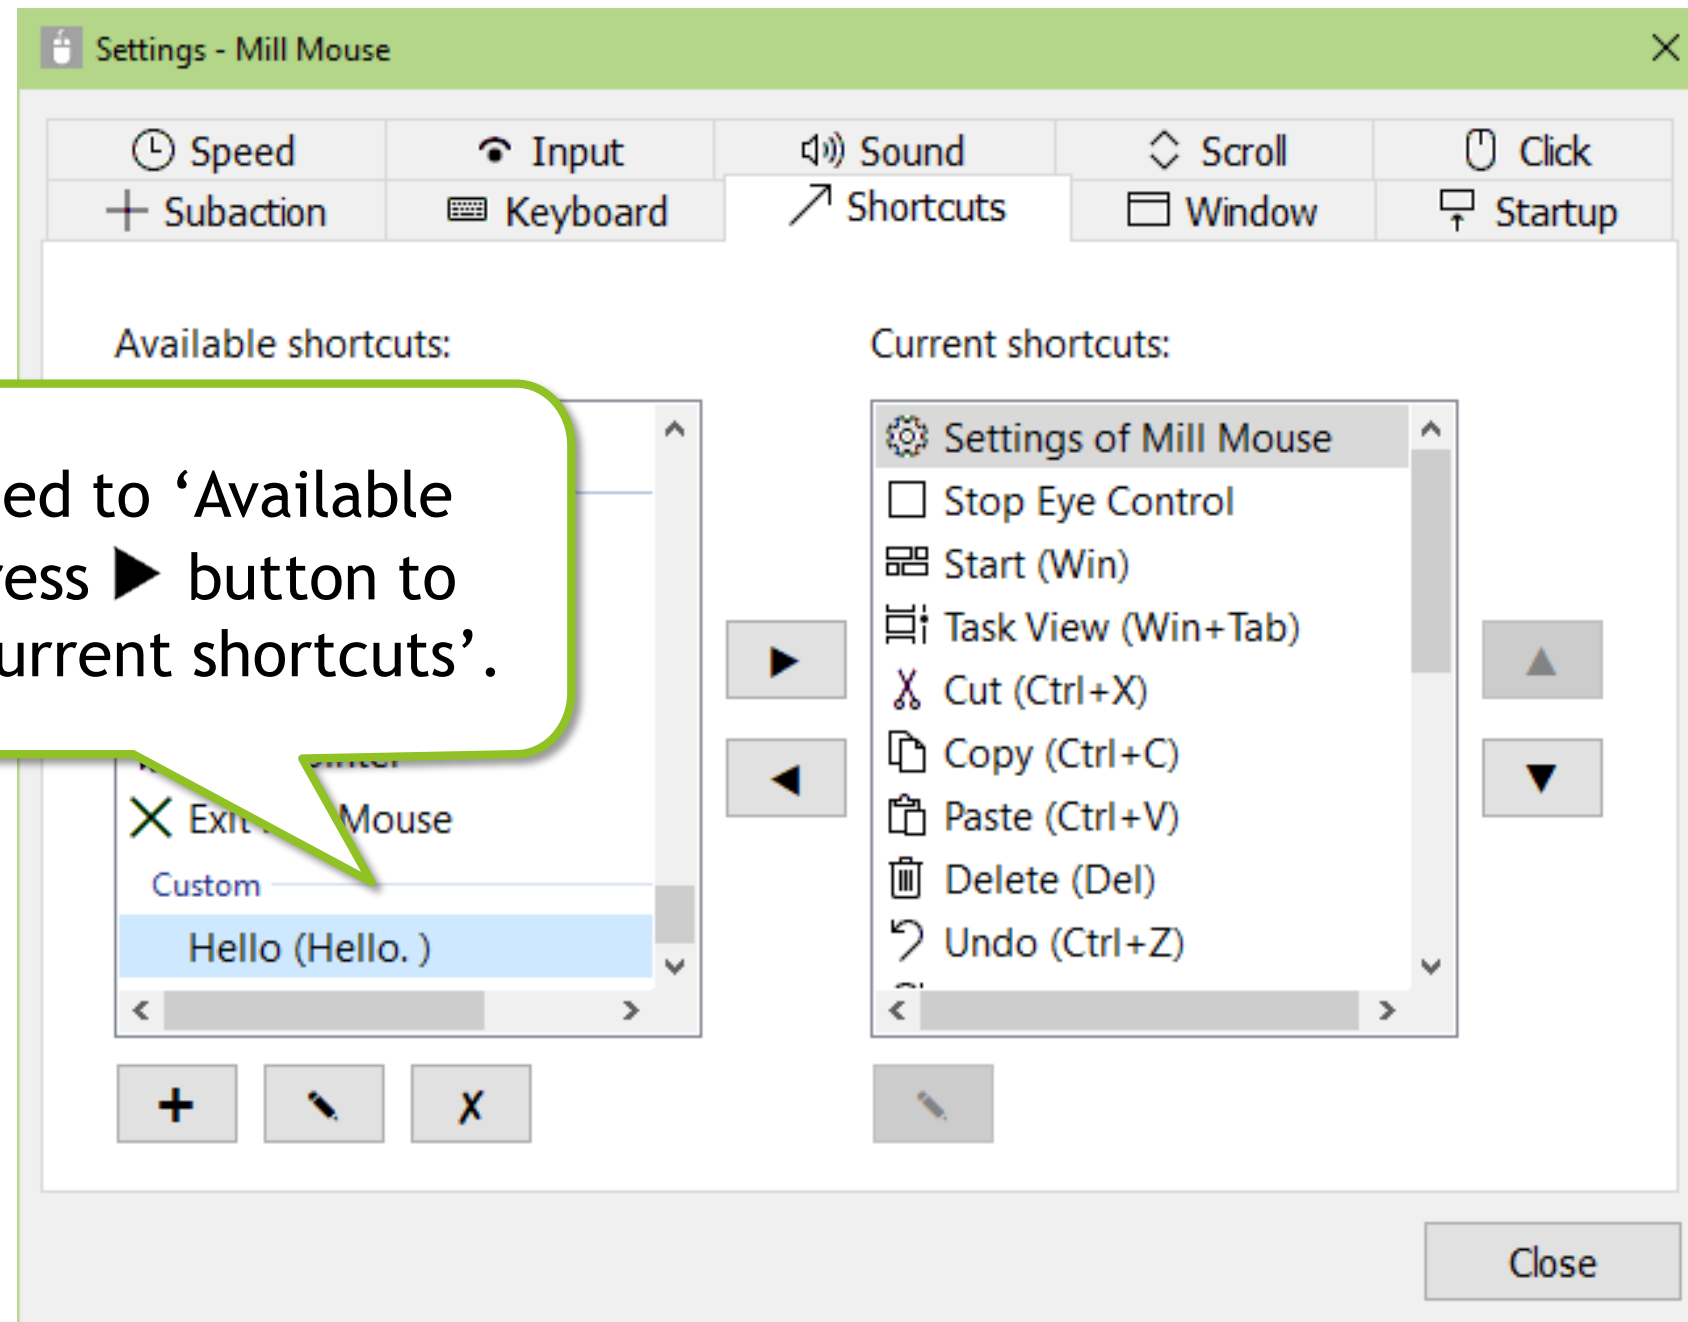 Settings - Mill Mouse
Speed Input Sound Scroll Click
Subaction Keyboard Shortcuts Window Startup
Available shortcuts:
ed to ‘Available
ress ▶ button to
urrent shortcuts’.
Exit Mouse
Custom
Hello (Hello. )
Current shortcuts:
Settings of Mill Mouse
Stop Eye Control
Start (Win)
Task View (Win+Tab)
Cut (Ctrl+X)
Copy (Ctrl+C)
Paste (Ctrl+V)
Delete (Del)
Undo (Ctrl+Z)
Close